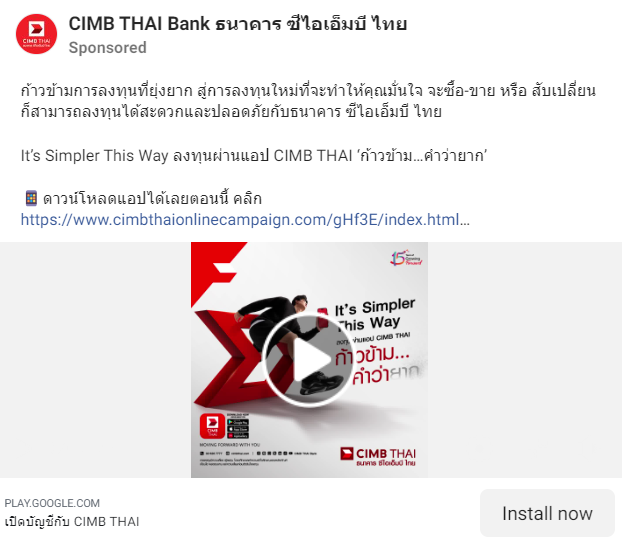 CIMB THAI Bank ธนาคาร ซีไอเอ็มบี ไทย
Sponsored
ก้าวข้ามการลงทุนที่ยุ่งยาก สู่การลงทุนใหม่ที่จะทำให้คุณมั่นใจ จะซื้อ-ขาย หรือ สับเปลี่ยน
ก็สามารถลงทุนได้สะดวกและปลอดภัยกับธนาคาร ซีไอเอ็มบี ไทย
It's Simpler This Way ลงทุนผ่านแอป CIMB THAI 'ก้าวข้าม...คำว่ายาก'
ดาวน์โหลดแอปได้เลยตอนนี้ คลิก
https://www.cimbthaionlinecampaign.com/gHf3E/index.html...
CIMB THAI
15
It's Simpler
This Way
ผ่านแอป CIMB THAI
ก้าวข้าม...
คำว่ายาก
MOVING FORWARD WITH YOU
CIMB THAI
ธนาคาร ซีไอเอ็มบี ไทย
PLAY.GOOGLE.COM
เปิดบัญชีกับ CIMB THAI
Install now